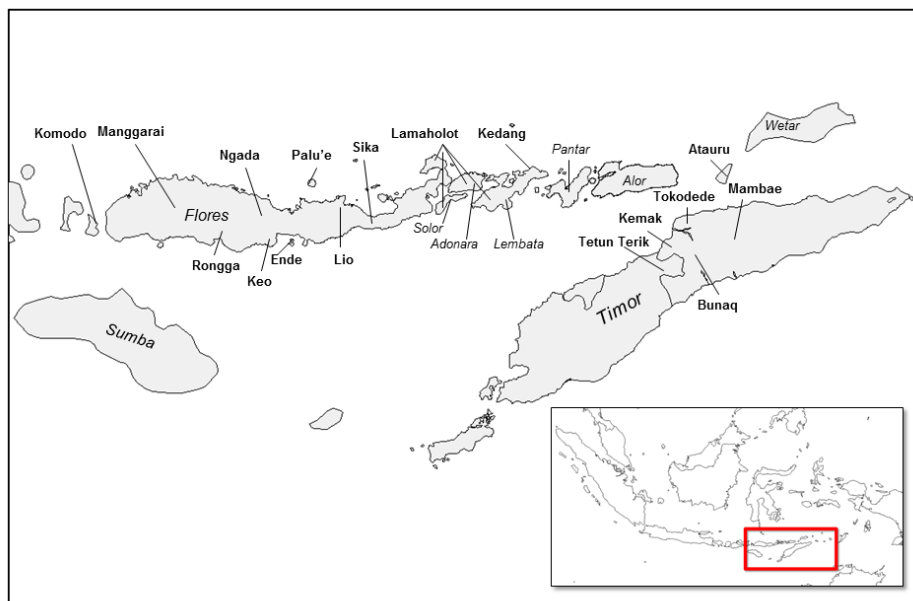 Wetar
Komodo
Manggarai
Lamaholot
Kedang
Sika
Pantar
Atauru
Ngada
Palu'e
Alor
Mambae
Tokodede
Flores
Kemak
Solor
Adonara
Lembata
Tetun Terik
Ende
Lio
Rongga
Keo
Bunaq
Timor
Sumba